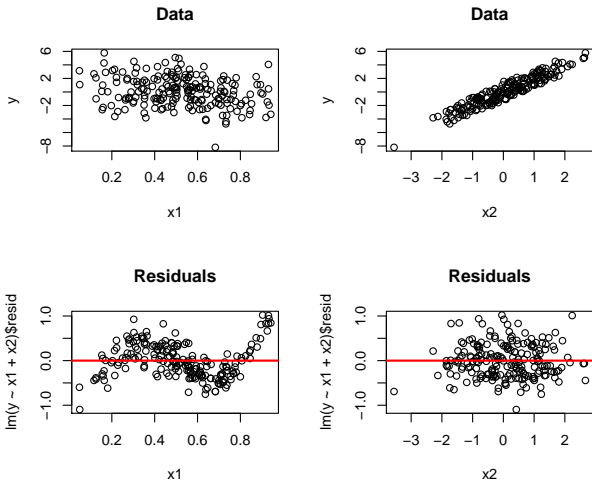 Data
y
6
2
−2
−8
0.2 0.4 0.6 0.8
x1
Data
y
6
2
−2
−8
−3 −2 −1 0 1 2
x2
Residuals
lm(y ~ x1 + x2)$resid
1.0
0.0
−1.0
0.2 0.4 0.6 0.8
x1
Residuals
lm(y ~ x1 + x2)$resid
1.0
0.0
−1.0
−3 −2 −1 0 1 2
x2